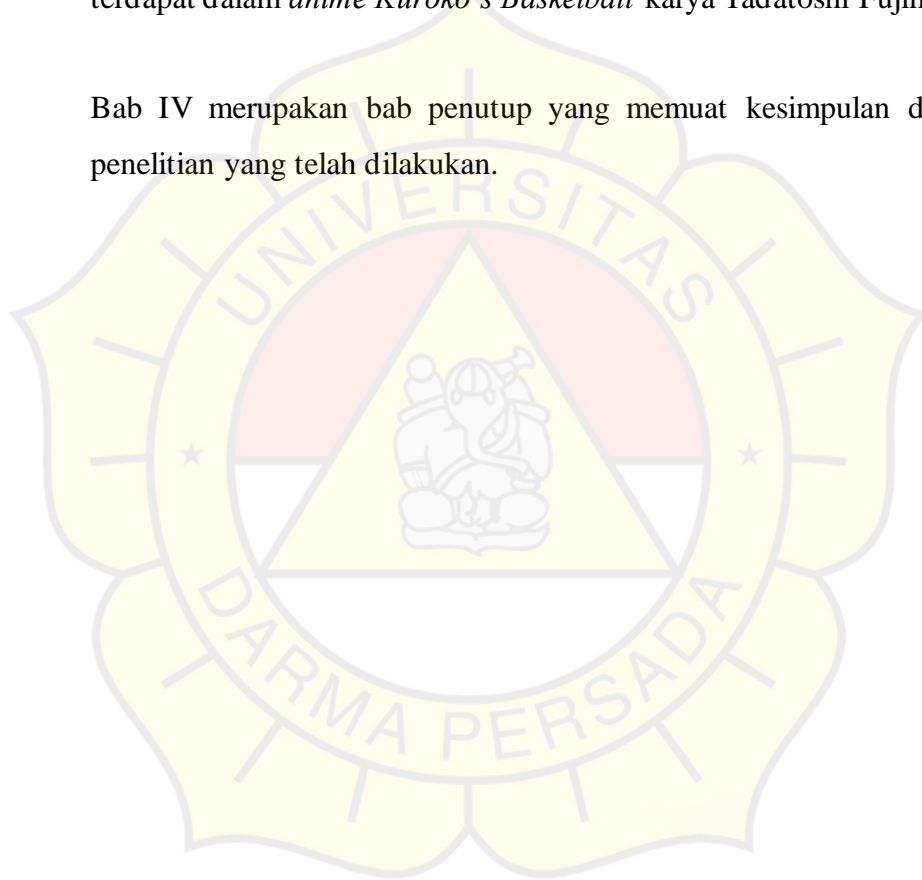 terdapat dalam anime Kuroko's Basketball karya Tadatoshi
Bab IV merupakan bab penutup yang memuat kesimpulan
penelitian yang telah dilakukan.
UNIVERSITAS
DARMA PERSADA